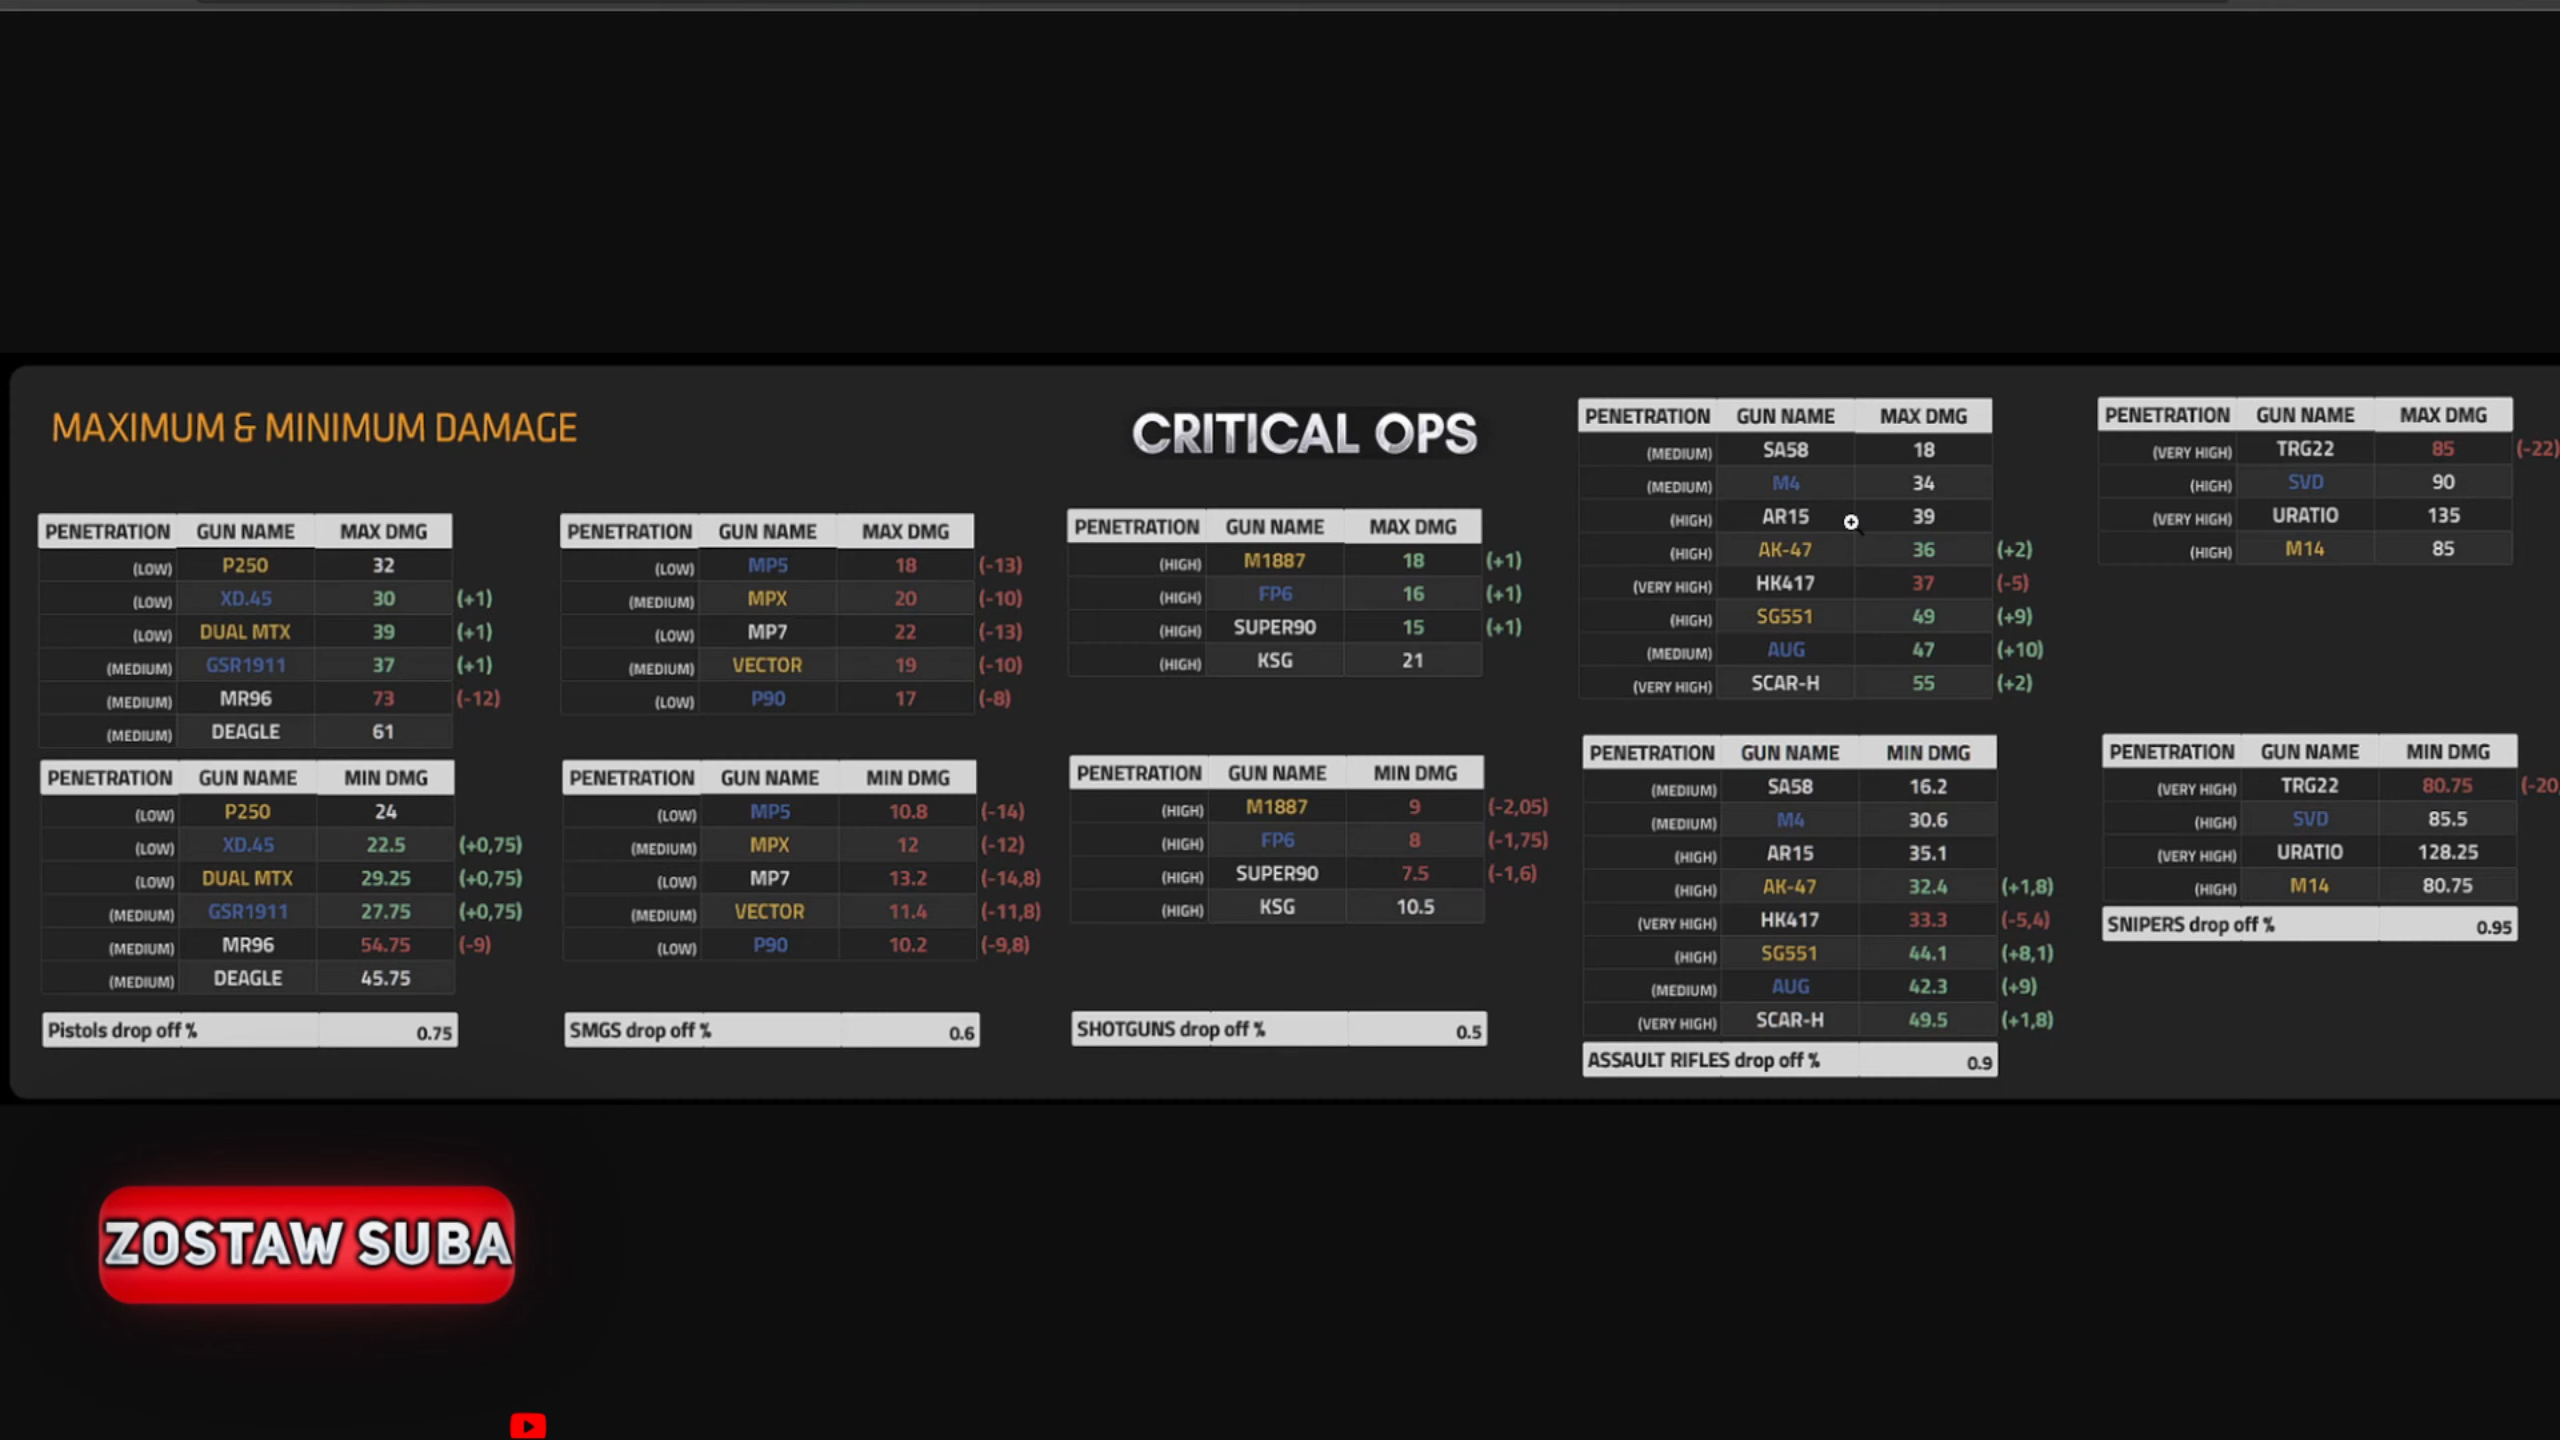 MAXIMUM & MINIMUM DAMAGE
CRITICAL OPS
PENETRATION GUN NAME MAX DMG
(LOW) P250 32
(LOW) XD.45 30 (+1)
(LOW) DUAL MTX 39 (+1)
(MEDIUM) GSR1911 37 (+1)
(MEDIUM) MR96 73 (-12)
(MEDIUM) DEAGLE 61
PENETRATION GUN NAME MIN DMG
(LOW) P250 24
(LOW) XD.45 22.5 (+0,75)
(LOW) DUAL MTX 29.25 (+0,75)
(MEDIUM) GSR1911 27.75 (+0,75)
(MEDIUM) MR96 54.75 (-9)
(MEDIUM) DEAGLE 45.75
Pistols drop off % 0.75
PENETRATION GUN NAME MAX DMG
(LOW) MP5 18 (-13)
(MEDIUM) MPX 20 (-10)
(LOW) MP7 22 (-13)
(MEDIUM) VECTOR 19 (-10)
(LOW) P90 17 (-8)
PENETRATION GUN NAME MIN DMG
(LOW) MP5 10.8 (-14)
(MEDIUM) MPX 12 (-12)
(LOW) MP7 13.2 (-14,8)
(MEDIUM) VECTOR 11.4 (-11,8)
(LOW) P90 10.2 (-9,8)
SMGS drop off % 0.6
PENETRATION GUN NAME MAX DMG
(HIGH) M1887 18 (+1)
(HIGH) FP6 16 (+1)
(HIGH) SUPER90 15 (+1)
(HIGH) KSG 21
PENETRATION GUN NAME MIN DMG
(HIGH) M1887 9 (-2,05)
(HIGH) FP6 8 (-1,75)
(HIGH) SUPER90 7.5 (-1,6)
(HIGH) KSG 10.5
SHOTGUNS drop off % 0.5
PENETRATION GUN NAME MAX DMG
(MEDIUM) SA58 18
(MEDIUM) M4 34
(HIGH) AR15 39
(HIGH) AK-47 36 (+2)
(VERY HIGH) HK417 37 (-5)
(HIGH) SG551 49 (+9)
(MEDIUM) AUG 47 (+10)
(VERY HIGH) SCAR-H 55 (+2)
PENETRATION GUN NAME MIN DMG
(MEDIUM) SA58 16.2
(MEDIUM) M4 30.6
(HIGH) AR15 35.1
(HIGH) AK-47 32.4 (+1,8)
(VERY HIGH) HK417 33.3 (-5,4)
(HIGH) SG551 44.1 (+8,1)
(MEDIUM) AUG 42.3 (+9)
(VERY HIGH) SCAR-H 49.5 (+1,8)
ASSAULT RIFLES drop off % 0.9
PENETRATION GUN NAME MAX DMG
(VERY HIGH) TRG22 85 (-22)
(HIGH) SVD 90
(VERY HIGH) URATIO 135
(HIGH) M14 85
PENETRATION GUN NAME MIN DMG
(VERY HIGH) TRG22 80.75 (-20,
(HIGH) SVD 85.5
(VERY HIGH) URATIO 128.25
(HIGH) M14 80.75
SNIPERS drop off % 0.95
ZOSTAW SUBA